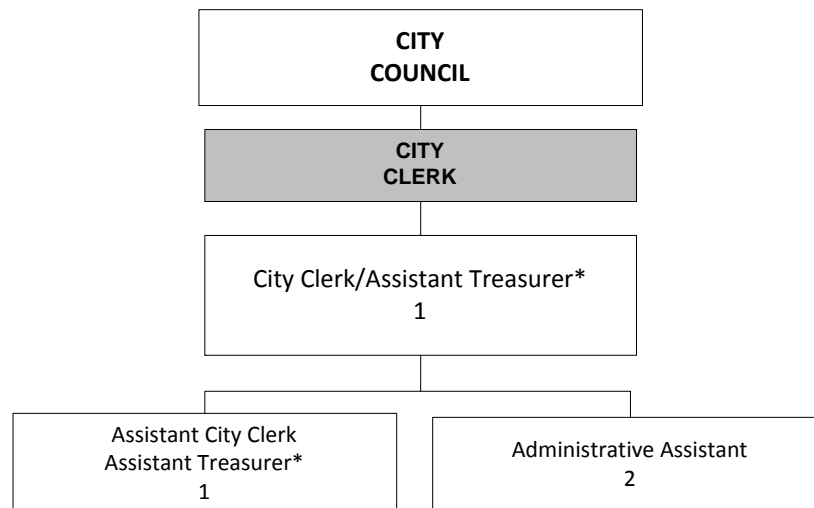 CITY
COUNCIL
CITY
CLERK
City Clerk/Assistant Treasurer*
1
Assistant City Clerk
Assistant Treasurer*
1
Administrative Assistant
2